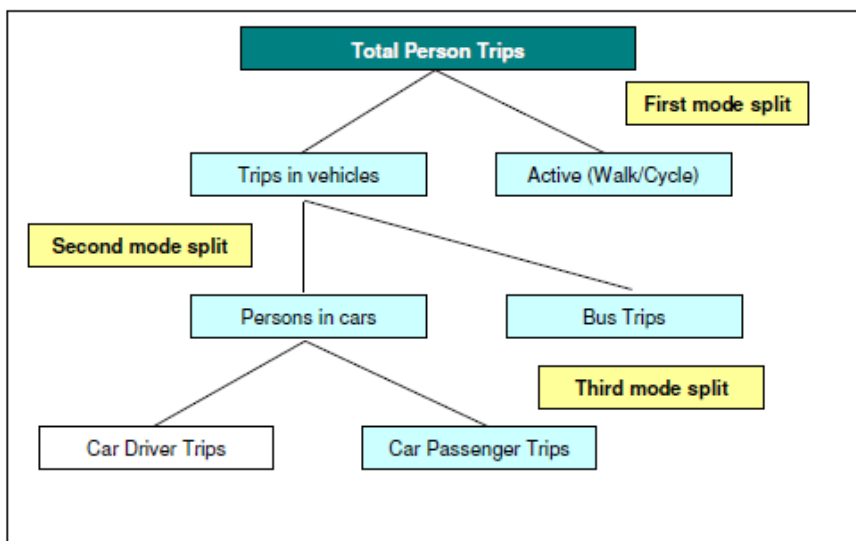 Total Person Trips
First mode split
Trips in vehicles
Active (Walk/Cycle)
Second mode split
Persons in cars
Bus Trips
Third mode split
Car Driver Trips
Car Passenger Trips